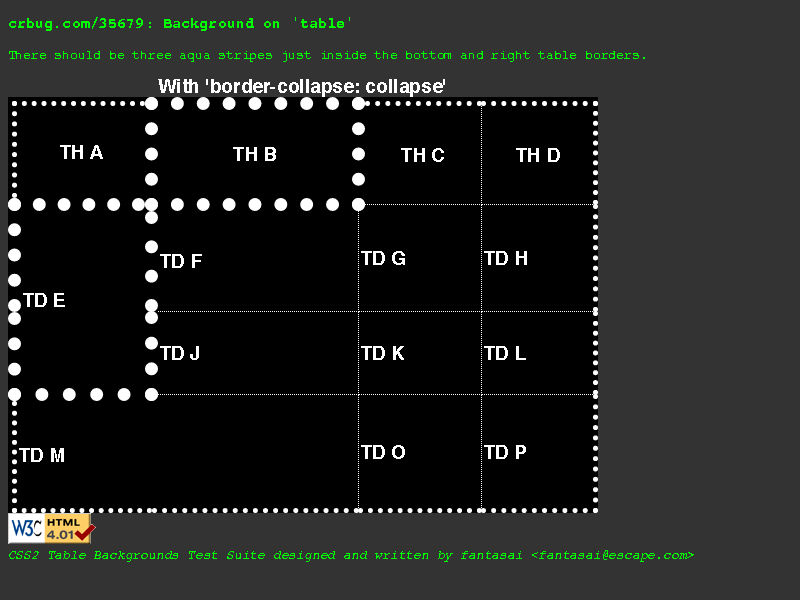 crbug.com/35679: Background on 'table'
There should be three aqua stripes just inside the bottom and right table borders.
With 'border-collapse: collapse'
TH A
TH B
TH C
TH D
TD E
TD F
TD G
TD H
TD J
TD K
TD L
TD M
TD O
TD P
W3C HTML 4.01
CSS2 Table Backgrounds Test Suite designed and written by fantasai <fantasai@escape.com>